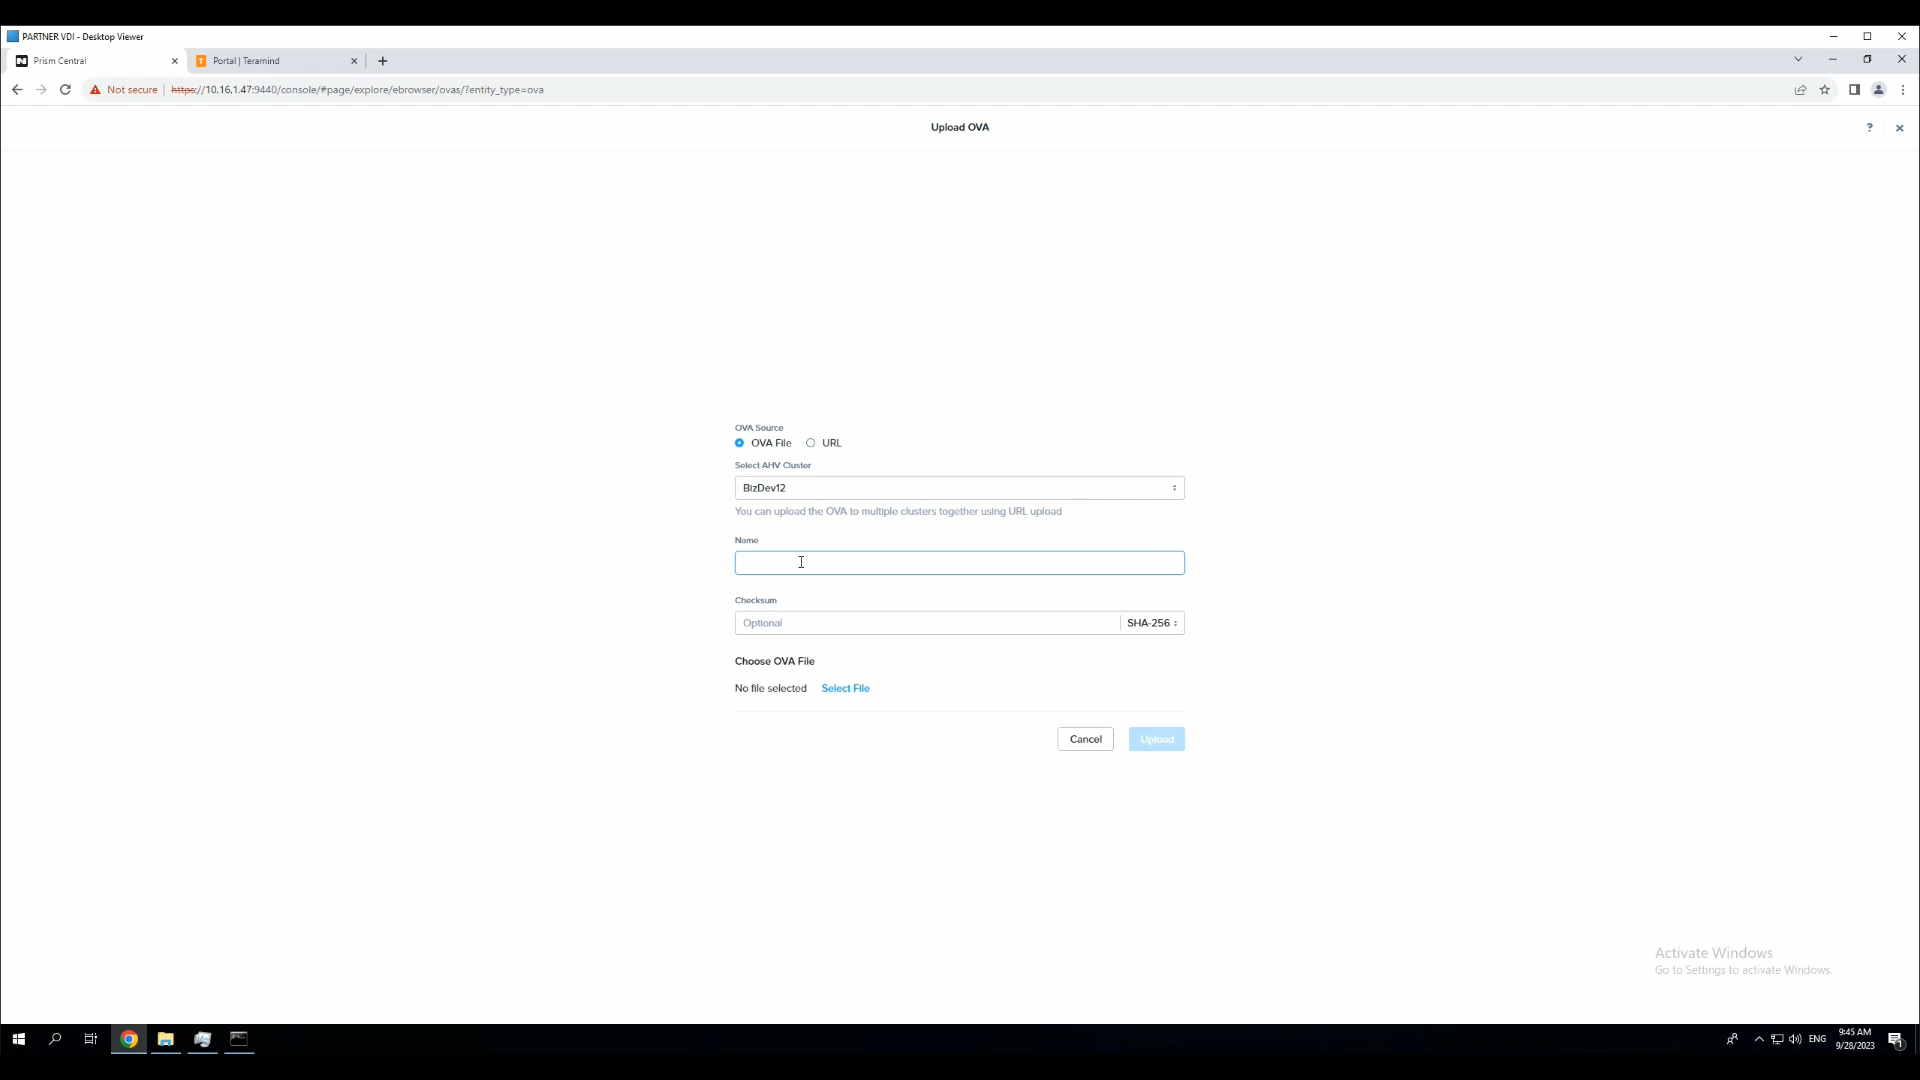 PARTNER VDI - Desktop Viewer
Prism Central
Portal | Teramind
Not secure
https://10.16.1.47:9440/console/#page/explore/ebrowser/ovas/?entity_type=ova
Upload OVA
?
OVA Source
OVA File
URL
Select AHV Cluster
BizDev12
You can upload the OVA to multiple clusters together using URL upload
Name
Checksum
Optional
SHA-256
Choose OVA File
No file selected
Select File
Cancel
Upload
Activate Windows
Go to Settings to activate Windows.
ENG
9:45 AM
9/28/2023
1